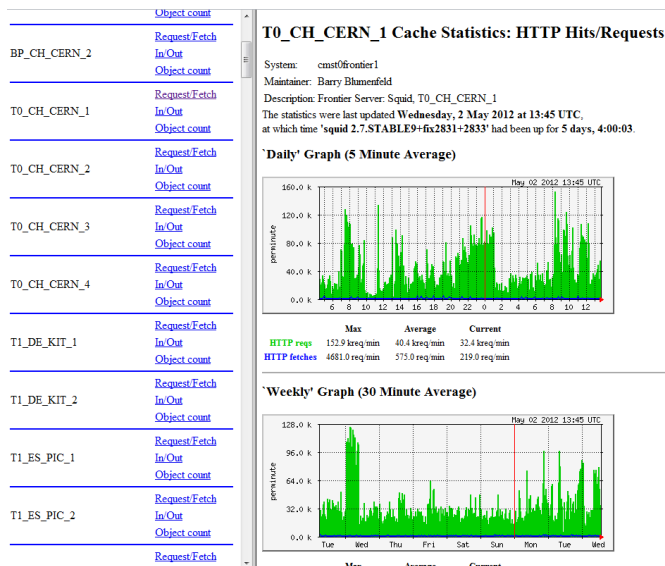 Object count
BP_CH_CERN_2
Request/Fetch
In/Out
Object count
T0_CH_CERN_1
Request/Fetch
In/Out
Object count
T0_CH_CERN_2
Request/Fetch
In/Out
Object count
T0_CH_CERN_3
Request/Fetch
In/Out
Object count
T0_CH_CERN_4
Request/Fetch
In/Out
Object count
T1_DE_KIT_1
Request/Fetch
In/Out
Object count
T1_DE_KIT_2
Request/Fetch
In/Out
Object count
T1_ES_PIC_1
Request/Fetch
In/Out
Object count
T1_ES_PIC_2
Request/Fetch
In/Out
Object count
Request/Fetch
T0_CH_CERN_1 Cache Statistics: HTTP Hits/Requests
System: cmst0frontier1
Maintainer: Barry Blumenfeld
Description: Frontier Server: Squid, T0_CH_CERN_1
The statistics were last updated Wednesday, 2 May 2012 at 13:45 UTC,
at which time 'squid 2.7.STABLE9+fix2831+2833' had been up for 5 days, 4:00:03.
`Daily' Graph (5 Minute Average)
May 02 2012 13:45 UTC
160.0 k
120.0 k
80.0 k
40.0 k
0.0 k
perminute
6 8 10 12 14 16 18 20 22 0 2 4 6 8 10 12
Max Average Current
HTTP reqs 152.9 kreq/min 40.4 kreq/min 32.4 kreq/min
HTTP fetches 4681.0 req/min 575.0 req/min 219.0 req/min
`Weekly' Graph (30 Minute Average)
May 02 2012 13:45 UTC
128.0 k
96.0 k
64.0 k
32.0 k
0.0 k
perminute
Tue Wed Thu Fri Sat Sun Mon Tue Wed
Max Average Current